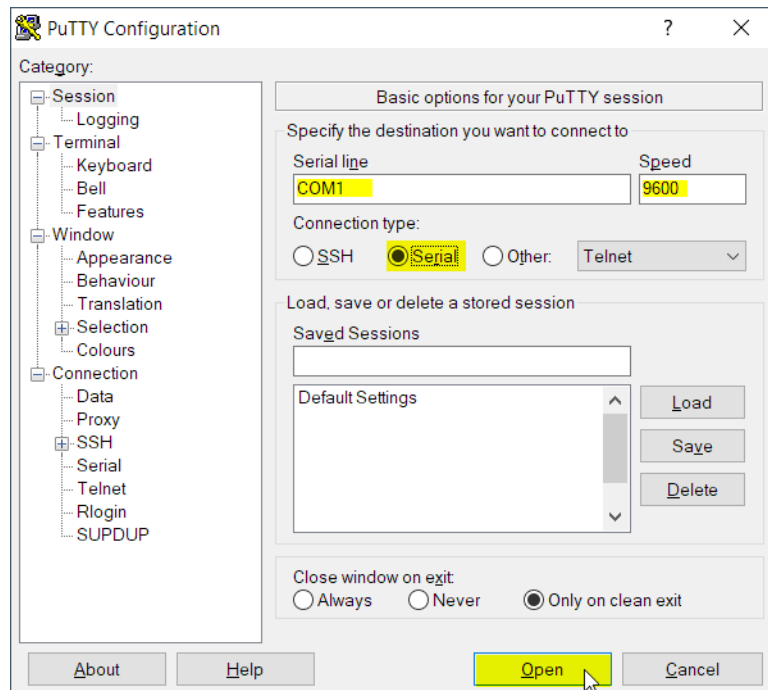 PuTTY Configuration
?
Category:
Session
Logging
Terminal
Keyboard
Bell
Features
Window
Appearance
Behaviour
Translation
Selection
Colours
Connection
Data
Proxy
SSH
Serial
Telnet
Rlogin
SUPDUP
Basic options for your PuTTY session
Specify the destination you want to connect to
Serial line Speed
COM1 9600
Connection type:
SSH Serial Other: Telnet
Load, save or delete a stored session
Saved Sessions
Default Settings
Load
Save
Delete
Close window on exit:
Always Never Only on clean exit
About Help Open Cancel